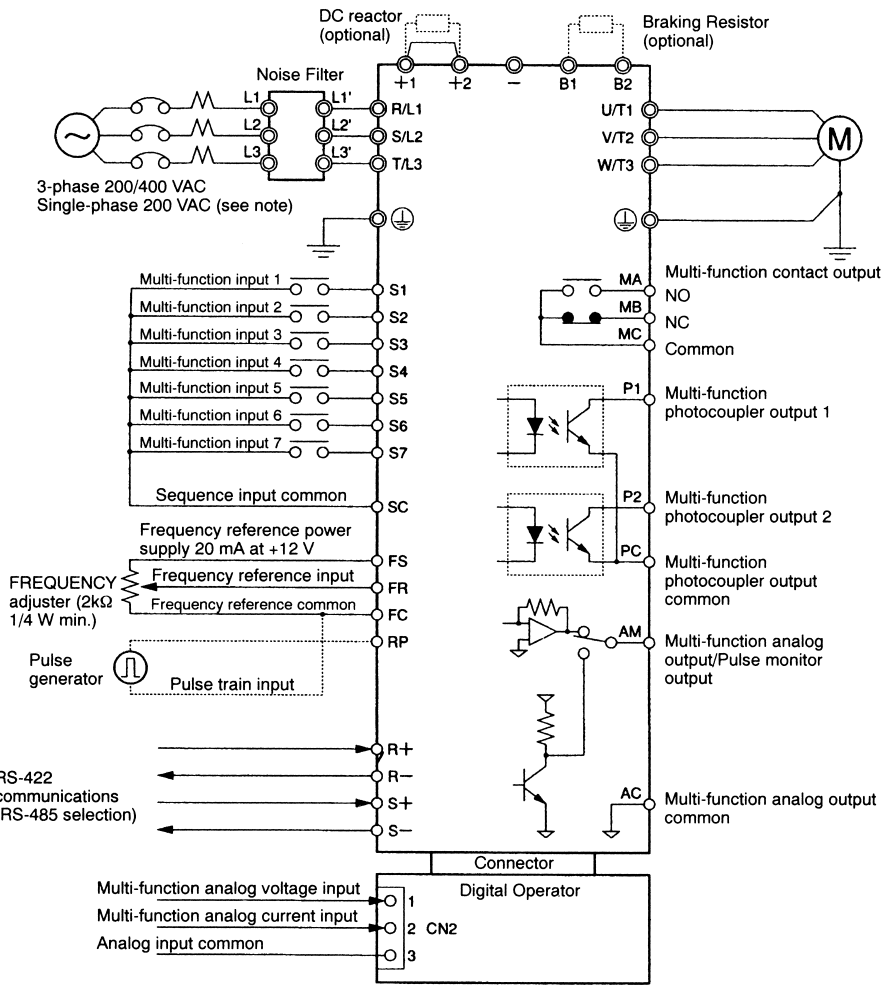 DC reactor
(optional)
Braking Resistor
(optional)
+1
+2
−
B1
B2
Noise Filter
L1
L1'
R/L1
U/T1
L2
L2'
S/L2
V/T2
M
L3
L3'
T/L3
W/T3
3-phase 200/400 VAC
Single-phase 200 VAC (see note)
Multi-function input 1
S1
Multi-function input 2
S2
Multi-function input 3
S3
Multi-function input 4
S4
Multi-function input 5
S5
Multi-function input 6
S6
Multi-function input 7
S7
Sequence input common
SC
MA
Multi-function contact output
NO
MB
NC
MC
Common
P1
Multi-function
photocoupler output 1
P2
Multi-function
photocoupler output 2
PC
Multi-function
photocoupler output
common
Frequency reference power
supply 20 mA at +12 V
FS
FREQUENCY
adjuster (2kΩ
1/4 W min.)
Frequency reference input
FR
Frequency reference common
FC
RP
Pulse
generator
Pulse train input
AM
Multi-function analog
output/Pulse monitor
output
R+
R−
S+
S−
RS-422
communications
RS-485 selection)
AC
Multi-function analog output
common
Connector
Digital Operator
Multi-function analog voltage input
1
Multi-function analog current input
2 CN2
Analog input common
3